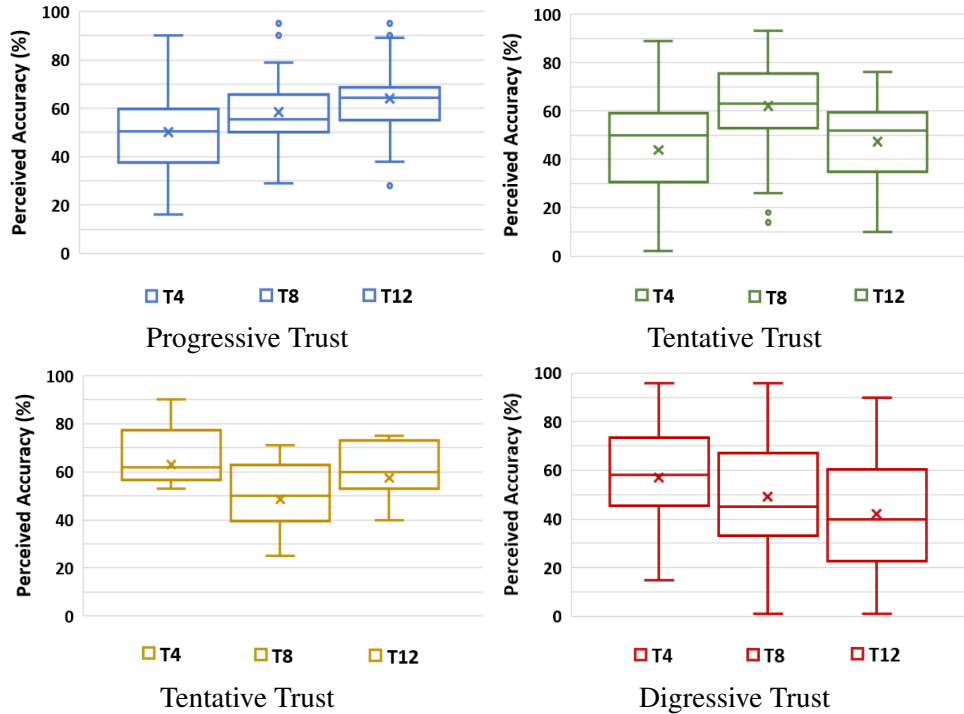 Perceived Accuracy (%)
100
80
60
40
20
0
T4
T8
T12
Progressive Trust
Perceived Accuracy (%)
100
80
60
40
20
0
T4
T8
T12
Tentative Trust
Perceived Accuracy (%)
100
80
60
40
20
0
T4
T8
T12
Tentative Trust
Perceived Accuracy (%)
100
80
60
40
20
0
T4
T8
T12
Digressive Trust